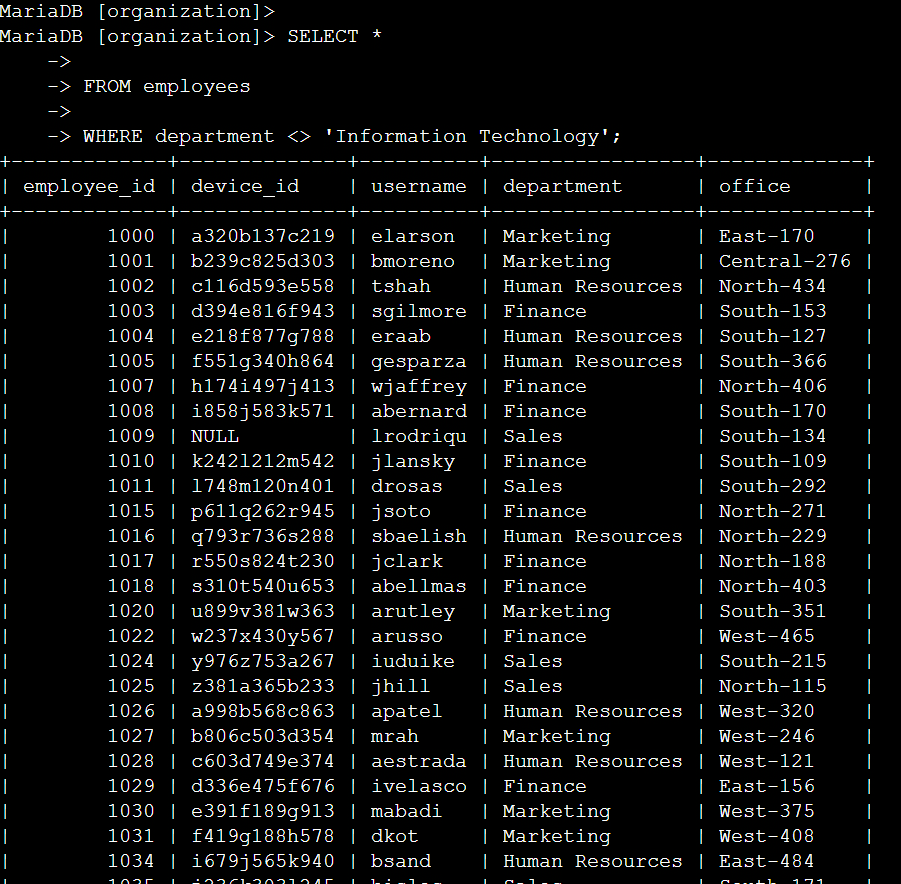 MariaDB [organization]>
MariaDB [organization]> SELECT *
    ->
    -> FROM employees
    ->
    -> WHERE department <> 'Information Technology';
+-------------+--------------+----------+-----------------+-------------+
| employee_id | device_id    | username | department      | office      |
+-------------+--------------+----------+-----------------+-------------+
|        1000 | a320b137c219 | elarson  | Marketing       | East-170    |
|        1001 | b239c825d303 | bmoreno  | Marketing       | Central-276 |
|        1002 | c116d593e558 | tshah    | Human Resources | North-434   |
|        1003 | d394e816f943 | sgilmore | Finance         | South-153   |
|        1004 | e218f877g788 | eraab    | Human Resources | South-127   |
|        1005 | f551g340h864 | gesparza | Human Resources | South-366   |
|        1007 | h174i497j413 | wjaffrey | Finance         | North-406   |
|        1008 | i858j583k571 | abernard | Finance         | South-170   |
|        1009 | NULL         | lrodriqu | Sales           | South-134   |
|        1010 | k242l212m542 | jlansky  | Finance         | South-109   |
|        1011 | l748m120n401 | drosas   | Sales           | South-292   |
|        1015 | p611q262r945 | jsoto    | Finance         | North-271   |
|        1016 | q793r736s288 | sbaelish | Human Resources | North-229   |
|        1017 | r550s824t230 | jclark   | Finance         | North-188   |
|        1018 | s310t540u653 | abellmas | Finance         | North-403   |
|        1020 | u899v381w363 | arutley  | Marketing       | South-351   |
|        1022 | w237x430y567 | arusso   | Finance         | West-465    |
|        1024 | y976z753a267 | iuduike  | Sales           | South-215   |
|        1025 | z381a365b233 | jhill    | Sales           | North-115   |
|        1026 | a998b568c863 | apatel   | Human Resources | West-320    |
|        1027 | b806c503d354 | mrah     | Marketing       | West-246    |
|        1028 | c603d749e374 | aestrada | Human Resources | West-121    |
|        1029 | d336e475f676 | ivelasco | Finance         | East-156    |
|        1030 | e391f189g913 | mabadi   | Marketing       | West-375    |
|        1031 | f419g188h578 | dkot     | Marketing       | West-408    |
|        1034 | i679j565k940 | bsand    | Human Resources | East-484    |